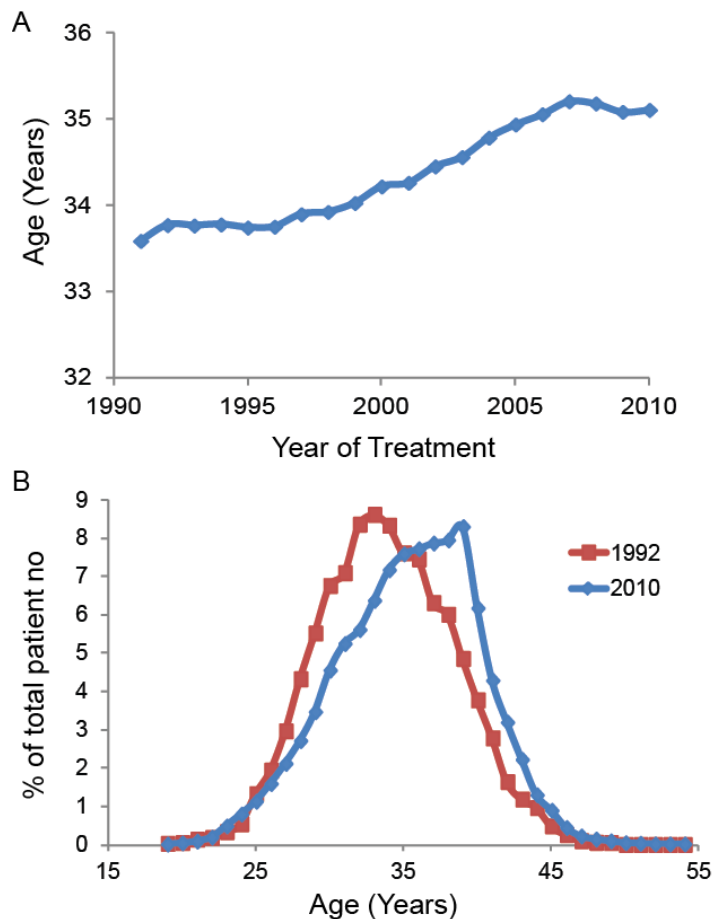 A
36
35
34
33
32
Age (Years)
1990 1995 2000 2005 2010
Year of Treatment
B
9
8
7
6
5
4
3
2
1
0
% of total patient no
1992
2010
15 25 35 45 55
Age (Years)